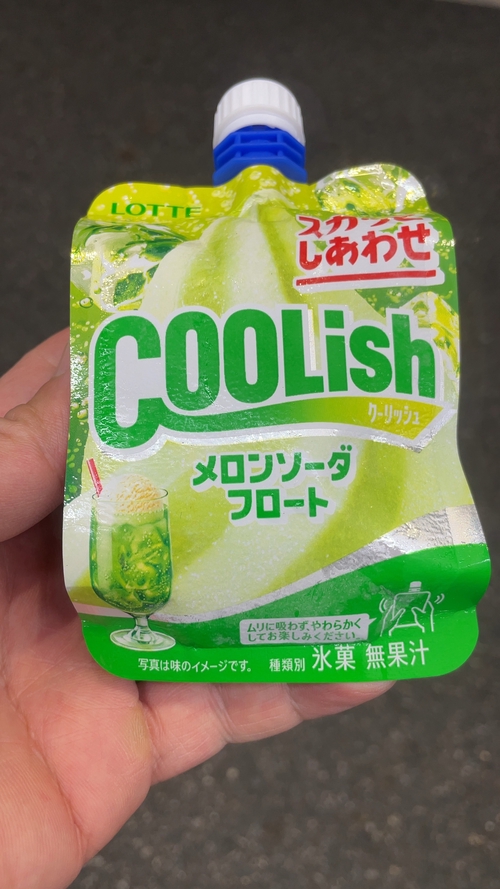 LOTTE
スカッと
しあわせ
COOLish
クーリッシュ
メロンソーダ
フロート
ムリに吸わず、やわらかく
してお楽しみください。
写真は味のイメージです。 種類別 氷菓 無果汁